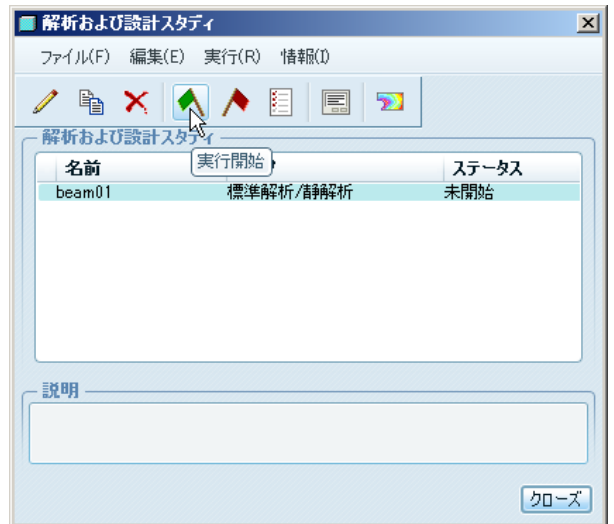 解析および設計スタディ
ファイル(F) 編集(E) 実行(R) 情報(I)
解析および設計スタディ
実行開始
名前 ステータス
beam01 標準解析/静解析 未開始
説明
クローズ